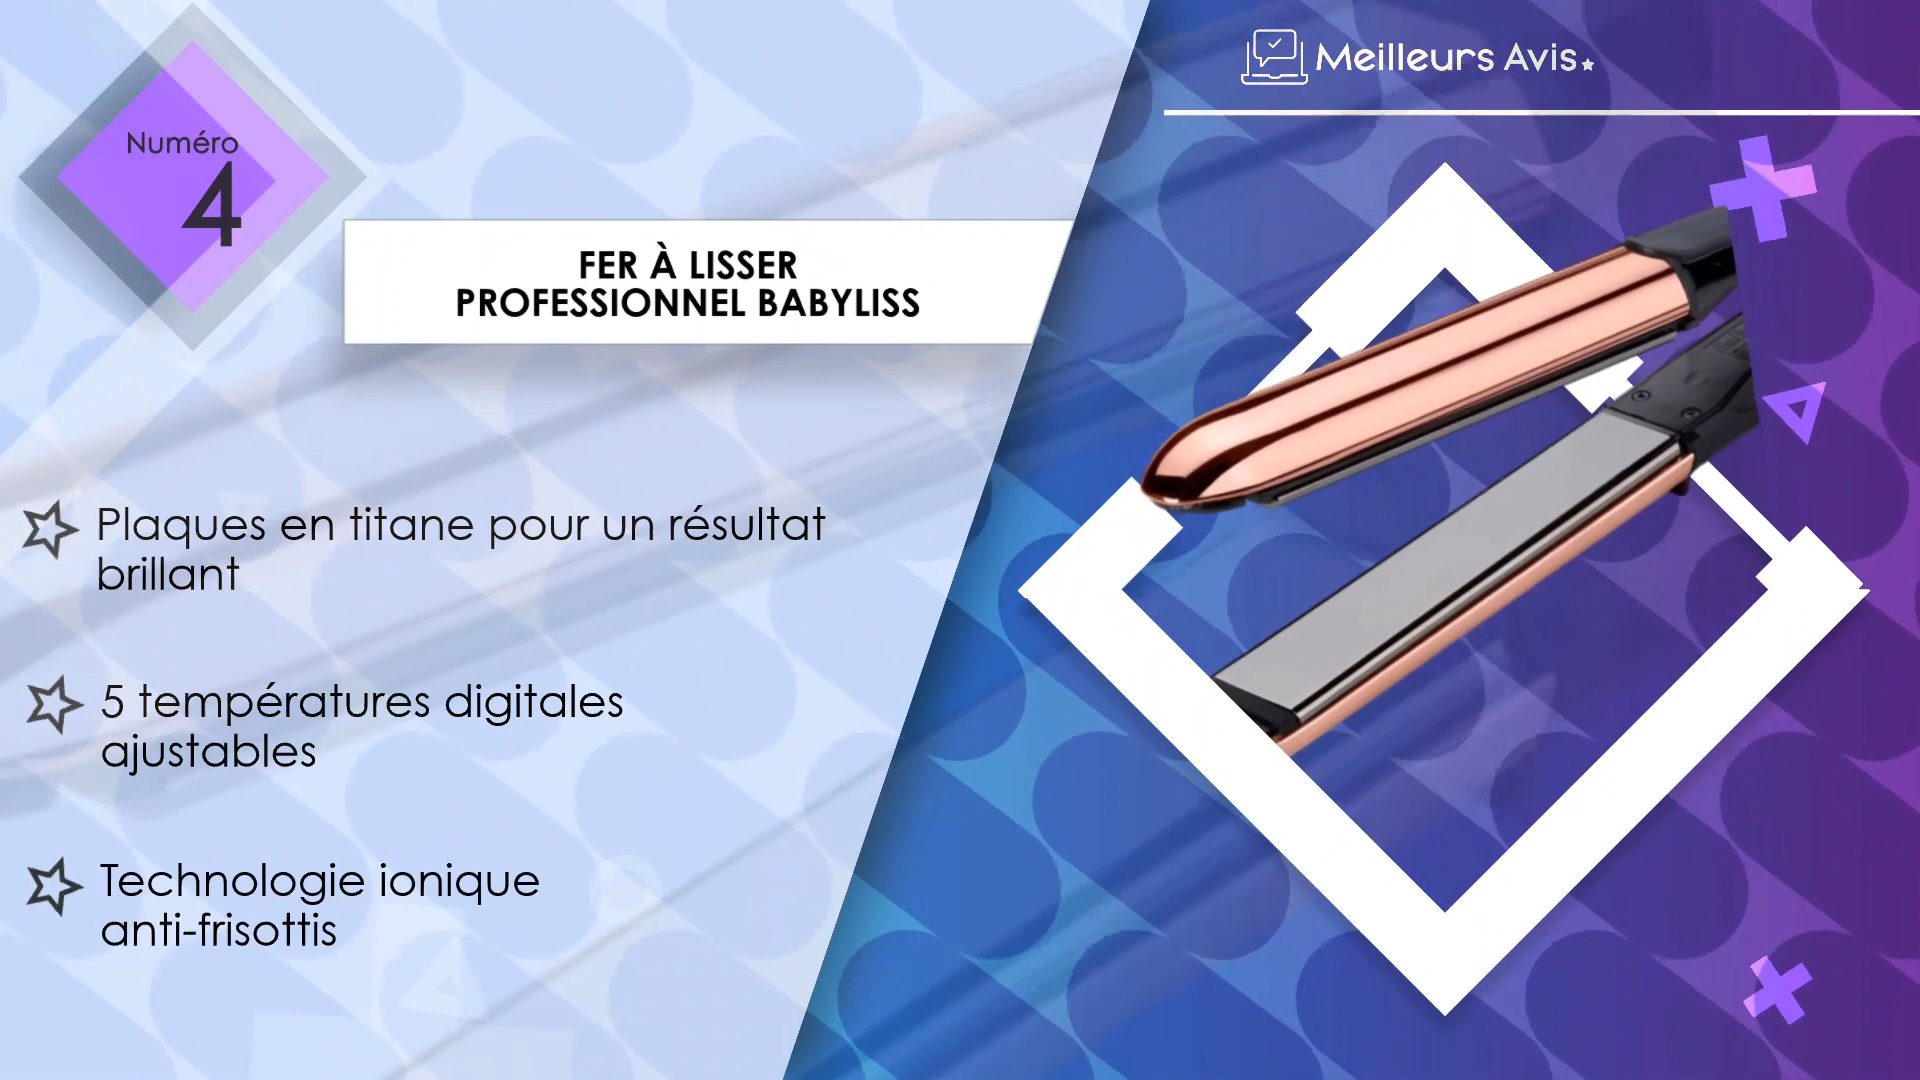 Numéro
4
Meilleurs Avis
FER À LISSER
PROFESSIONNEL BABYLISS
Plaques en titane pour un résultat
brillant
5 températures digitales
ajustables
Technologie ionique
anti-frisottis